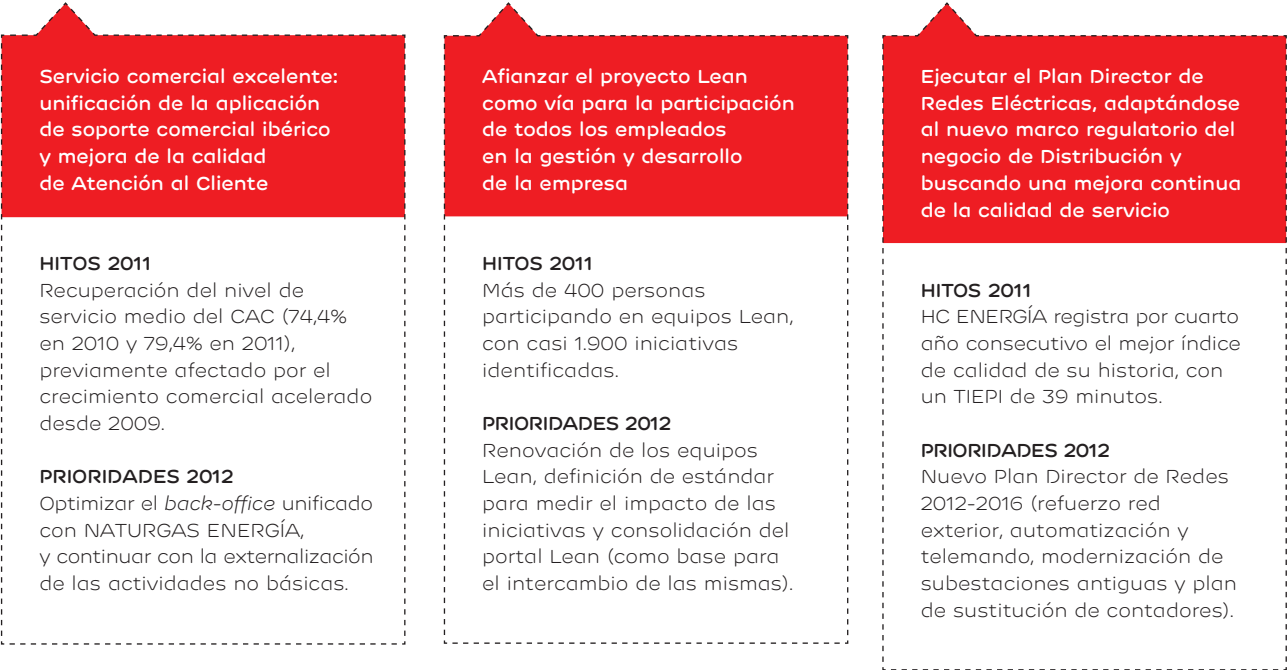 Servicio comercial excelente:
unificación de la aplicación
de soporte comercial ibérico
y mejora de la calidad
de Atención al Cliente
HITOS 2011
Recuperación del nivel de
servicio medio del CAC (74,4%
en 2010 y 79,4% en 2011),
previamente afectado por el
crecimiento comercial acelerado
desde 2009.
PRIORIDADES 2012
Optimizar el back-office unificado
con NATURGAS ENERGÍA,
y continuar con la externalización
de las actividades no básicas.
Afianzar el proyecto Lean
como vía para la participación
de todos los empleados
en la gestión y desarrollo
de la empresa
HITOS 2011
Más de 400 personas
participando en equipos Lean,
con casi 1.900 iniciativas
identificadas.
PRIORIDADES 2012
Renovación de los equipos
Lean, definición de estándar
para medir el impacto de las
iniciativas y consolidación del
portal Lean (como base para
el intercambio de las mismas).
Ejecutar el Plan Director de
Redes Eléctricas, adaptándose
al nuevo marco regulatorio del
negocio de Distribución y
buscando una mejora continua
de la calidad de servicio
HITOS 2011
HC ENERGÍA registra por cuarto
año consecutivo el mejor índice
de calidad de su historia, con
un TIEPI de 39 minutos.
PRIORIDADES 2012
Nuevo Plan Director de Redes
2012-2016 (refuerzo red
exterior, automatización y
telemando, modernización de
subestaciones antiguas y plan
de sustitución de contadores).